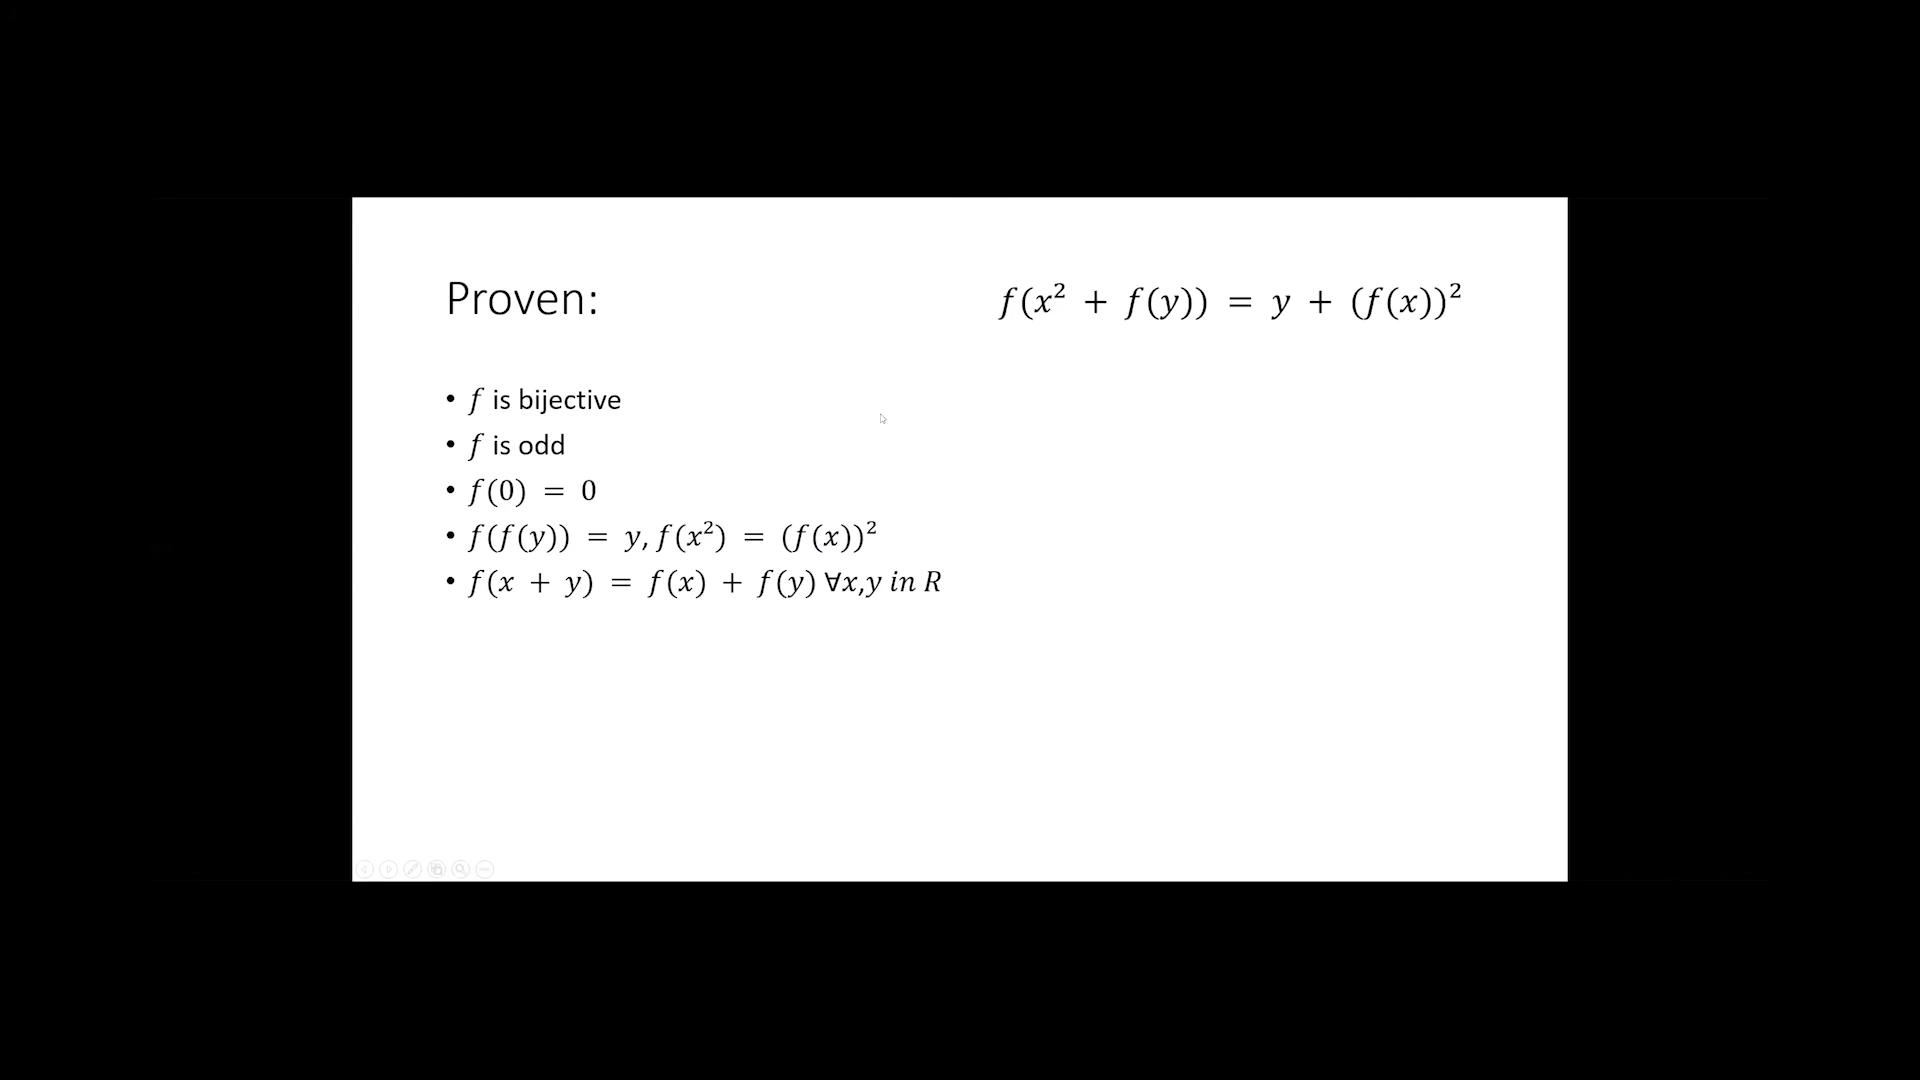 Proven:
f(x² + f(y)) = y + (f(x))²
• f is bijective
• f is odd
• f(0) = 0
• f(f(y)) = y, f(x²) = (f(x))²
• f(x + y) = f(x) + f(y) ∀x,y in R